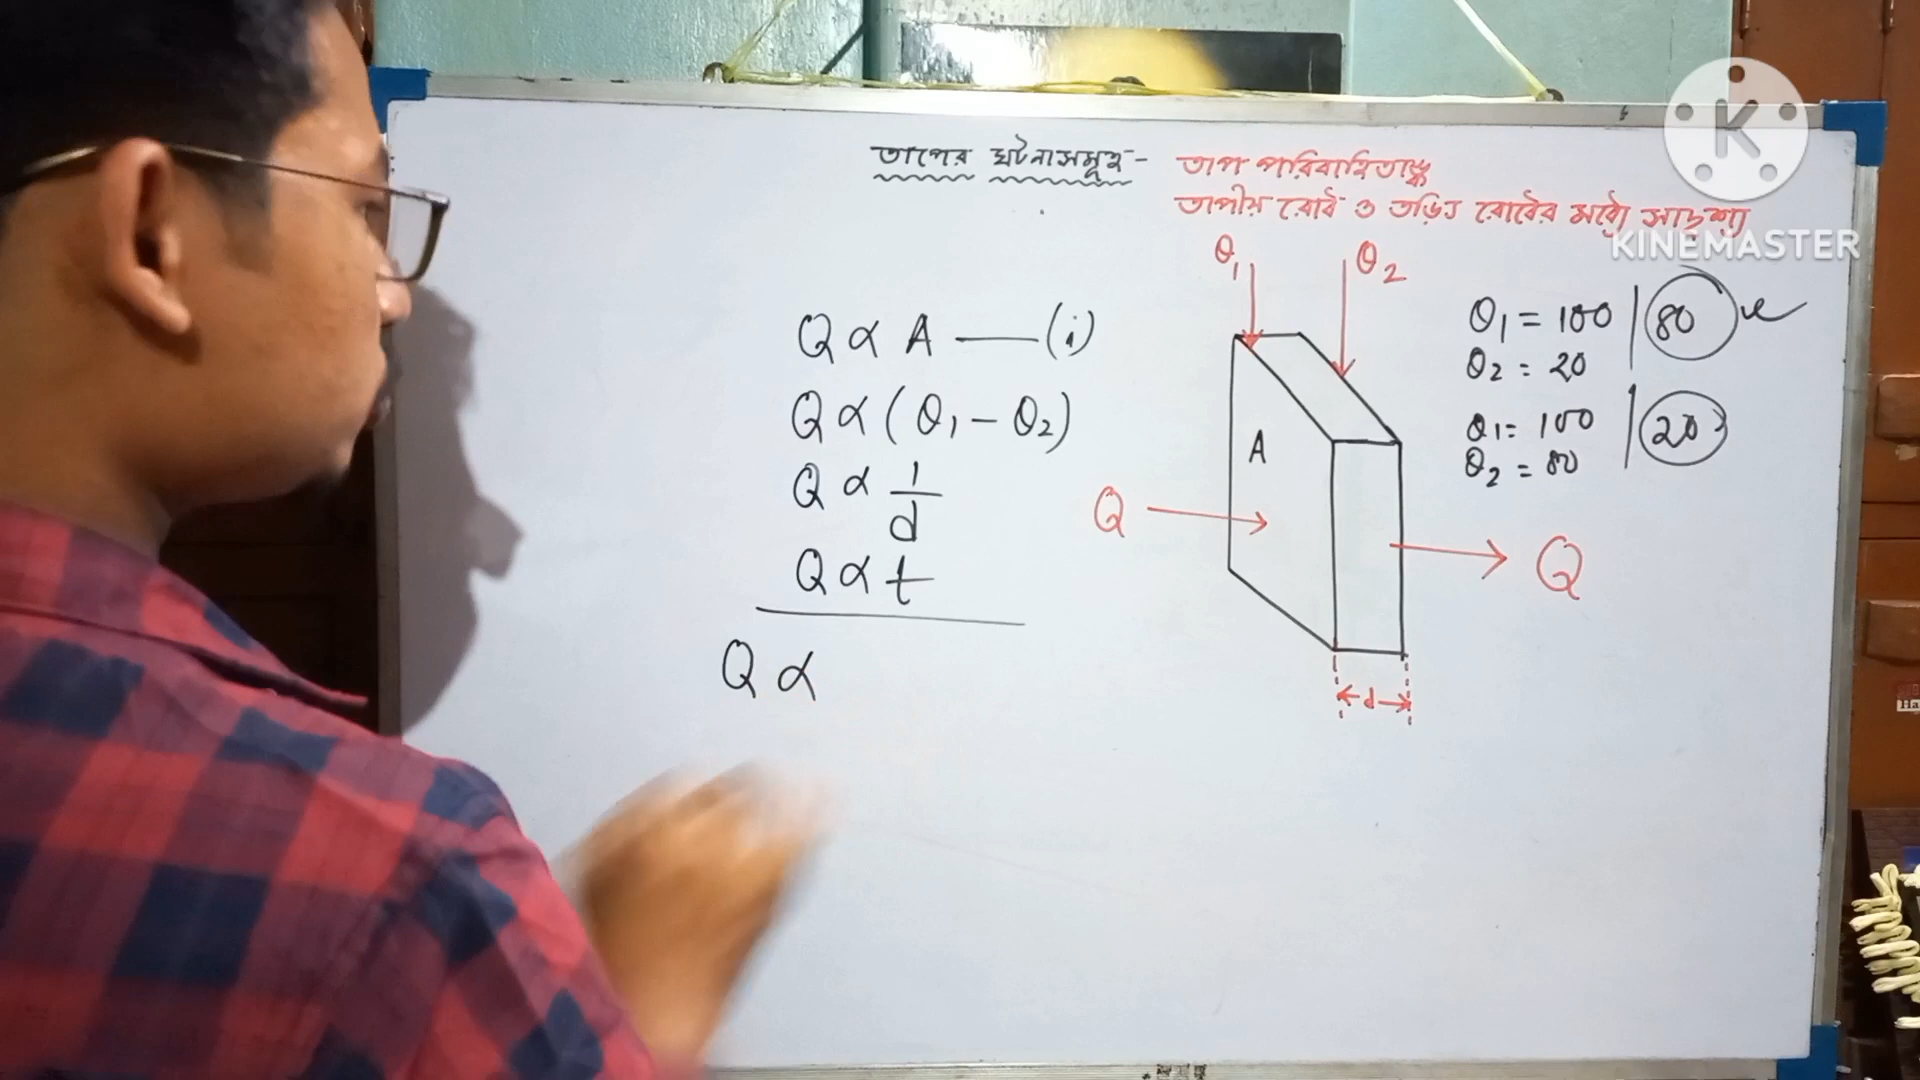 তাপের ঘটনাসমূহ - তাপ পরিবাহিতাঙ্ক
তাপীয় রোধ ও তড়িৎ রোধের মধ্যে সাদৃশ্য
K
KINEMASTER
Q ∝ A —— (i)
Q ∝ (θ₁ - θ₂)
Q ∝ 1/d
Q ∝ t
Q ∝
θ₁ θ₂
A
Q Q
d
θ₁ = 100 | 80
θ₂ = 20
θ₁ = 100 | 20
θ₂ = 80